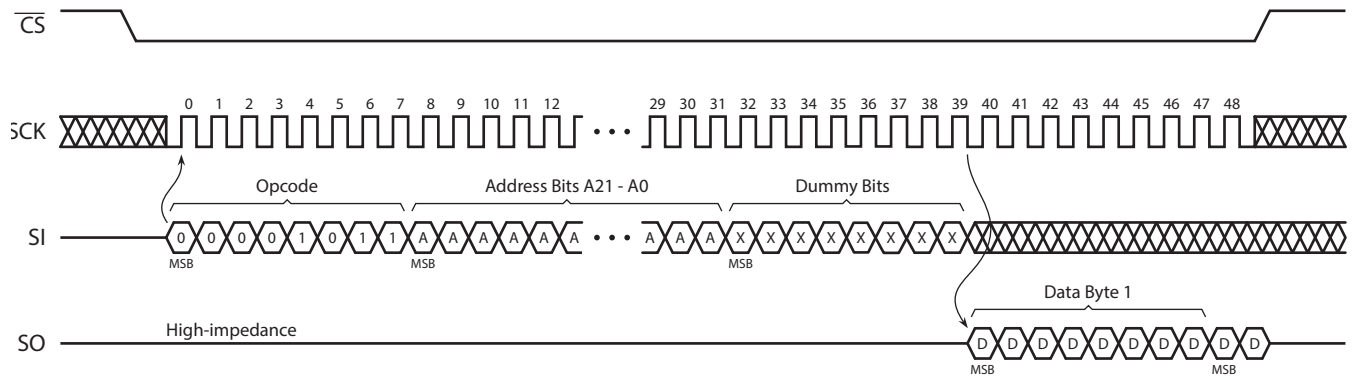 CS
SCK
0 1 2 3 4 5 6 7 8 9 10 11 12 29 30 31 32 33 34 35 36 37 38 39 40 41 42 43 44 45 46 47 48
• • •
Opcode Address Bits A21 - A0 Dummy Bits
SI
0 0 0 0 1 0 1 1 A A A A A A • • • A A A X X X X X X X X
MSB MSB MSB
Data Byte 1
High-impedance
SO
D D D D D D D D D D
MSB MSB